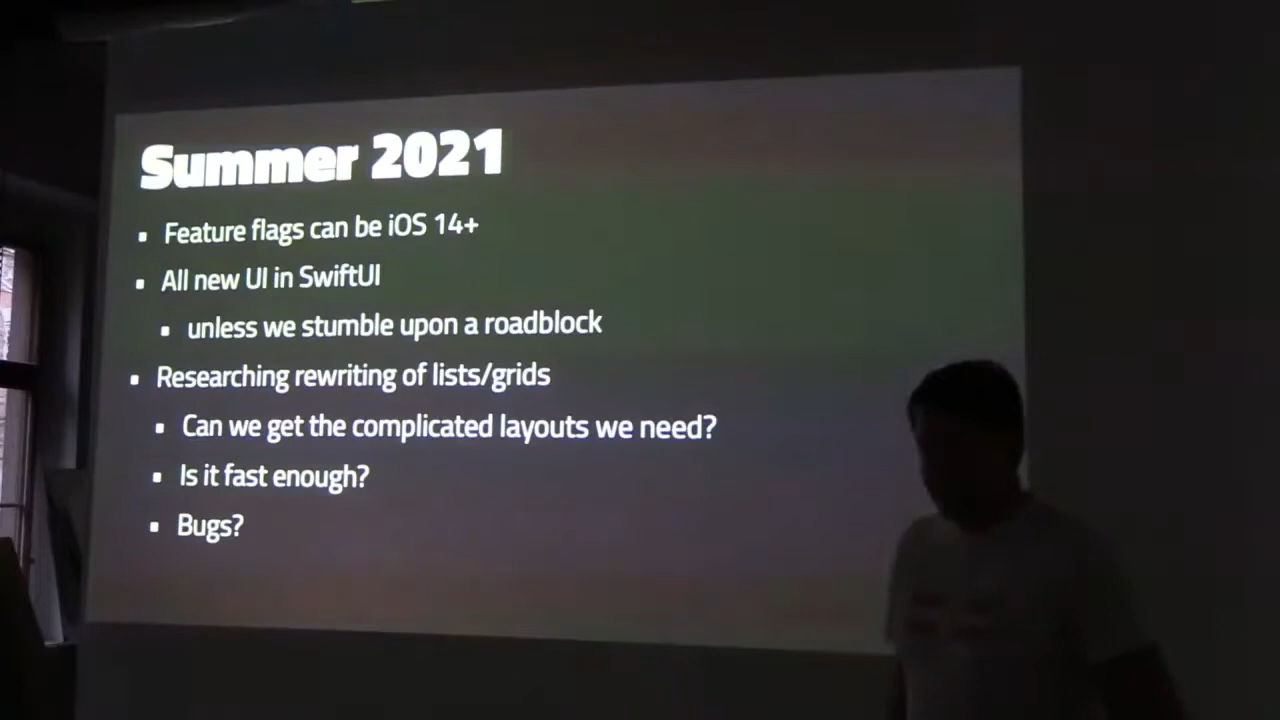 Summer 2021
Feature flags can be iOS 14+
All new UI in SwiftUI
unless we stumble upon a roadblock
Researching rewriting of lists/grids
Can we get the complicated layouts we need?
Is it fast enough?
Bugs?